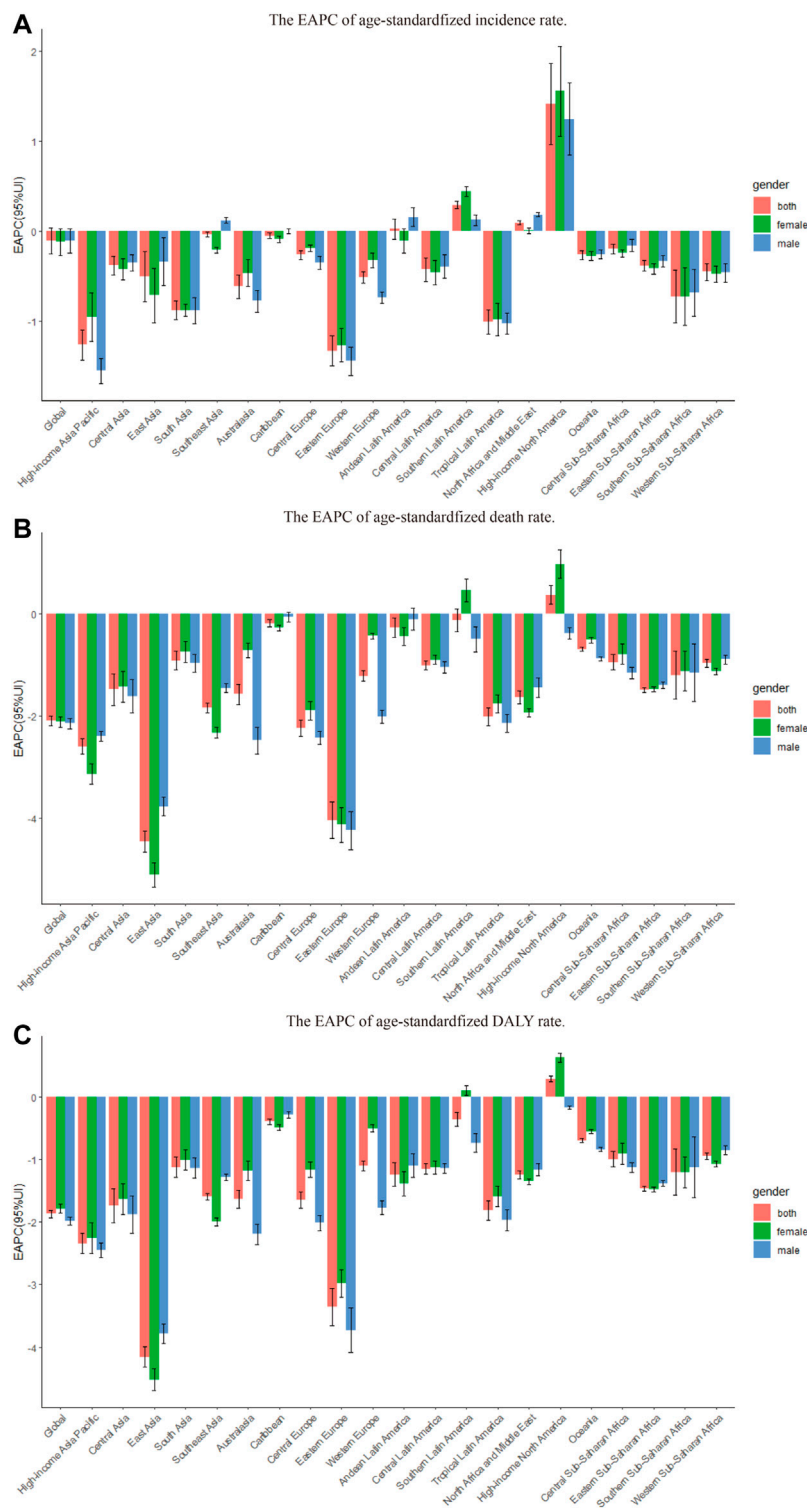 A
The EAPC of age-standardfized incidence rate.
EAPC(95%UI)
2
1
0
-1
gender
both
female
male
Global
High-income Asia Pacific
Central Asia
East Asia
South Asia
Southeast Asia
Australasia
Caribbean
Central Europe
Eastern Europe
Western Europe
Andean Latin America
Central Latin America
Southern Latin America
Tropical Latin America
North Africa and Middle East
High-income North America
Oceania
Central Sub-Saharan Africa
Eastern Sub-Saharan Africa
Southern Sub-Saharan Africa
Western Sub-Saharan Africa
B
The EAPC of age-standardfized death rate.
EAPC(95%UI)
0
-2
-4
gender
both
female
male
Global
High-income Asia Pacific
Central Asia
East Asia
South Asia
Southeast Asia
Australasia
Caribbean
Central Europe
Eastern Europe
Western Europe
Andean Latin America
Central Latin America
Southern Latin America
Tropical Latin America
North Africa and Middle East
High-income North America
Oceania
Central Sub-Saharan Africa
Eastern Sub-Saharan Africa
Southern Sub-Saharan Africa
Western Sub-Saharan Africa
C
The EAPC of age-standardfized DALY rate.
EAPC(95%UI)
0
-1
-2
-3
-4
gender
both
female
male
Global
High-income Asia Pacific
Central Asia
East Asia
South Asia
Southeast Asia
Australasia
Caribbean
Central Europe
Eastern Europe
Western Europe
Andean Latin America
Central Latin America
Southern Latin America
Tropical Latin America
North Africa and Middle East
High-income North America
Oceania
Central Sub-Saharan Africa
Eastern Sub-Saharan Africa
Southern Sub-Saharan Africa
Western Sub-Saharan Africa